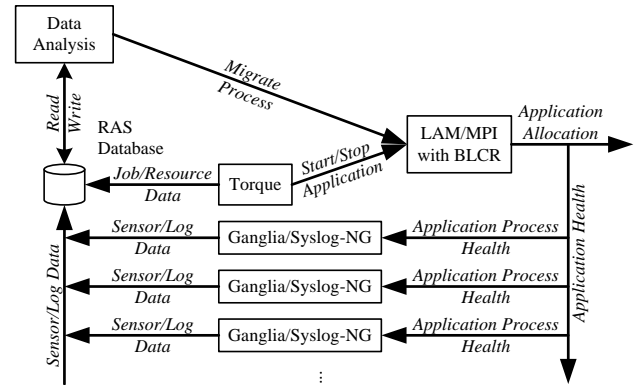 Data
Analysis
Migrate
Process
Read
Write
RAS
Database
LAM/MPI
with BLCR
Application
Allocation
Job/Resource
Data
Torque
Start/Stop
Application
Sensor/Log
Data
Ganglia/Syslog-NG
Application Process
Health
Sensor/Log
Data
Ganglia/Syslog-NG
Application Process
Health
Sensor/Log
Data
Ganglia/Syslog-NG
Application Process
Health
Sensor/Log Data
Application Health
...